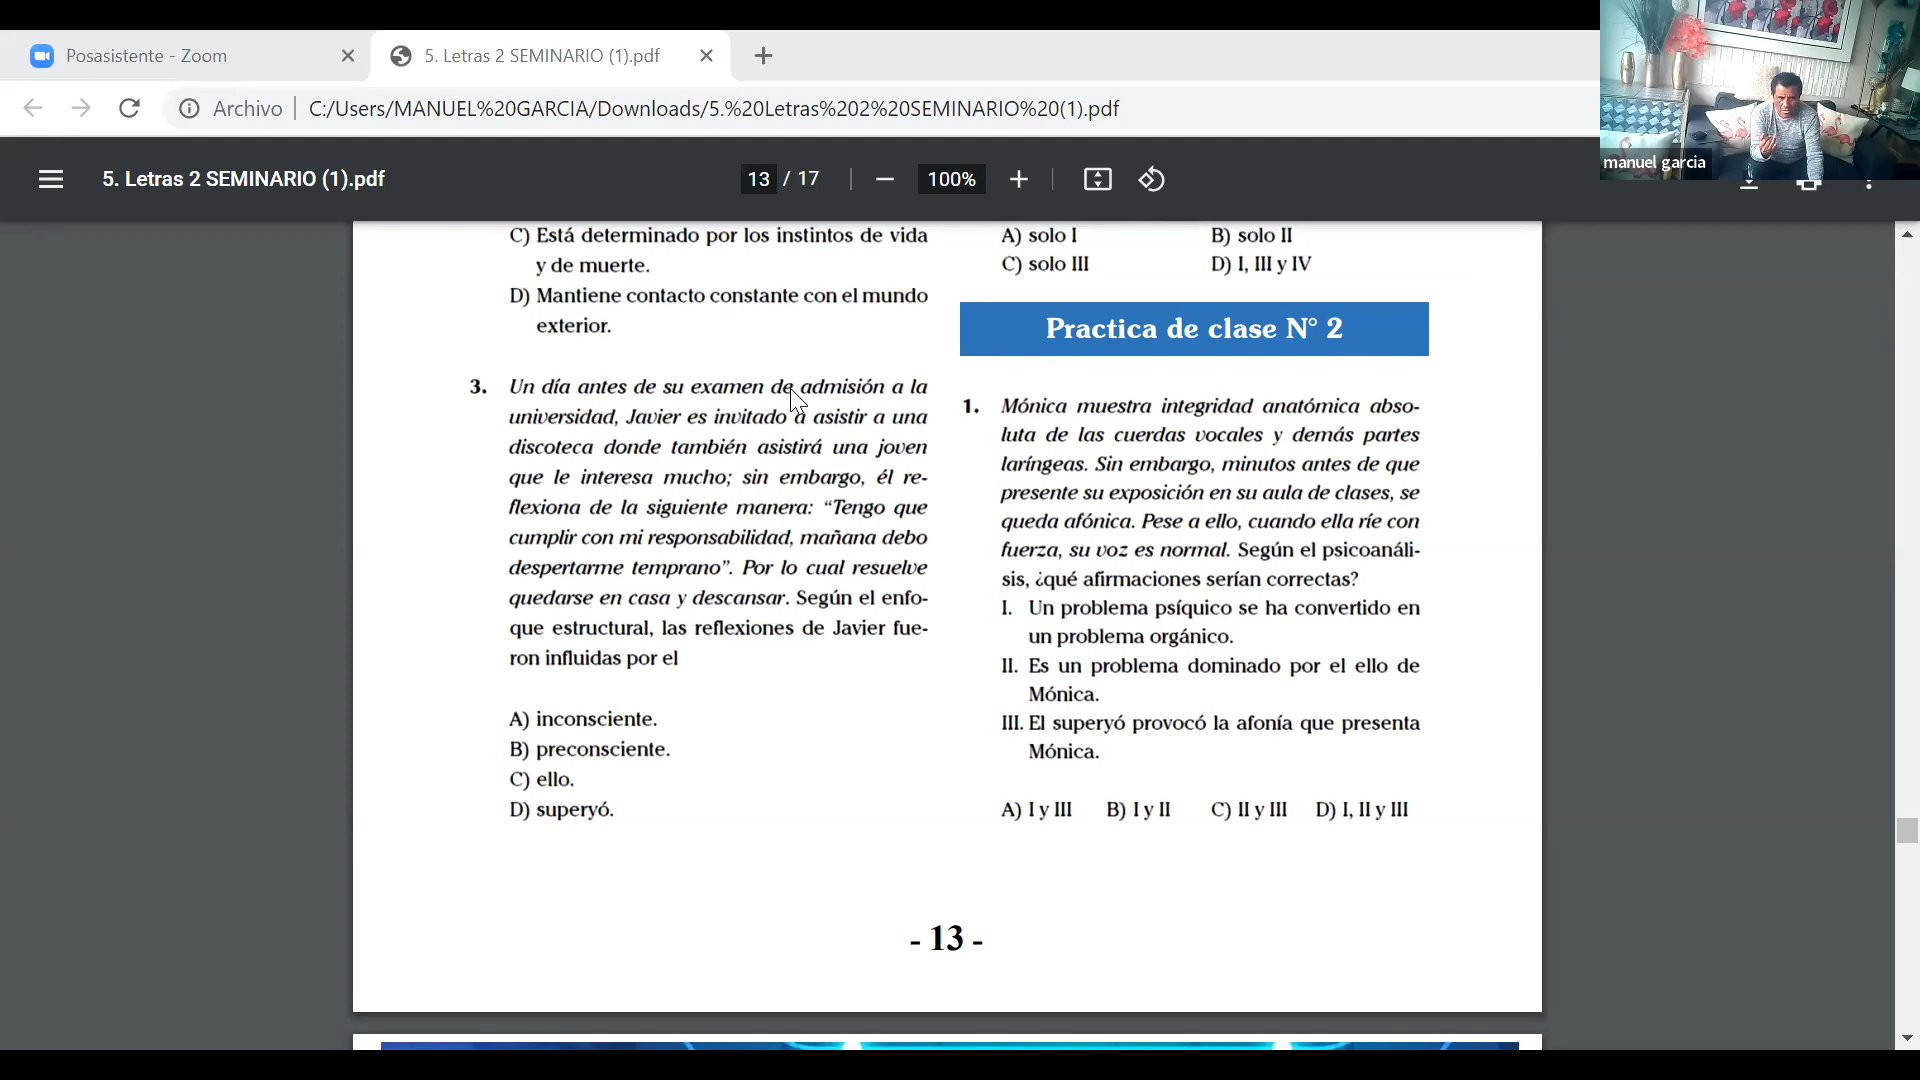 Posasistente - Zoom
5. Letras 2 SEMINARIO (1).pdf
Archivo
C:/Users/MANUEL%20GARCIA/Downloads/5.%20Letras%202%20SEMINARIO%20(1).pdf
manuel garcia
5. Letras 2 SEMINARIO (1).pdf
13 / 17
100%
C) Está determinado por los instintos de vida
y de muerte.
D) Mantiene contacto constante con el mundo
exterior.
3. Un día antes de su examen de admisión a la
universidad, Javier es invitado a asistir a una
discoteca donde también asistirá una joven
que le interesa mucho; sin embargo, él re-
flexiona de la siguiente manera: “Tengo que
cumplir con mi responsabilidad, mañana debo
despertarme temprano”. Por lo cual resuelve
quedarse en casa y descansar. Según el enfo-
que estructural, las reflexiones de Javier fue-
ron influidas por el
A) inconsciente.
B) preconsciente.
C) ello.
D) superyó.
A) solo I B) solo II
C) solo III D) I, III y IV
Practica de clase N° 2
1. Mónica muestra integridad anatómica abso-
luta de las cuerdas vocales y demás partes
laríngeas. Sin embargo, minutos antes de que
presente su exposición en su aula de clases, se
queda afónica. Pese a ello, cuando ella ríe con
fuerza, su voz es normal. Según el psicoanáli-
sis, ¿qué afirmaciones serían correctas?
I. Un problema psíquico se ha convertido en
un problema orgánico.
II. Es un problema dominado por el ello de
Mónica.
III. El superyó provocó la afonía que presenta
Mónica.
A) I y III B) I y II C) II y III D) I, II y III
- 13 -